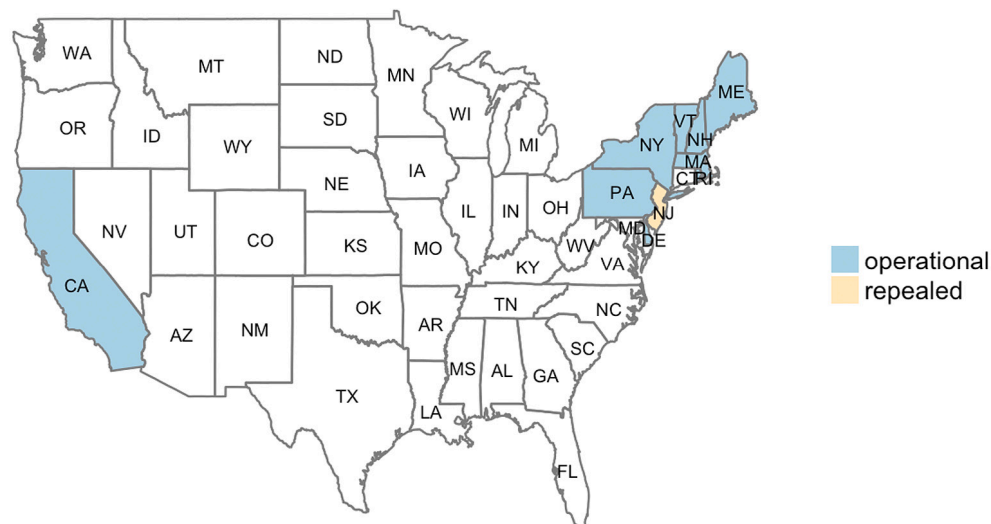 WA
MT
ND
MN
ME
OR
ID
SD
WI
VT
NH
WY
MI
NY
MA
IA
CT
RI
NE
PA
IL
IN
OH
NJ
NV
UT
CO
KS
MO
WV
MD
DE
VA
KY
CA
operational
repealed
OK
TN
NC
AZ
NM
AR
SC
MS
AL
GA
TX
LA
FL